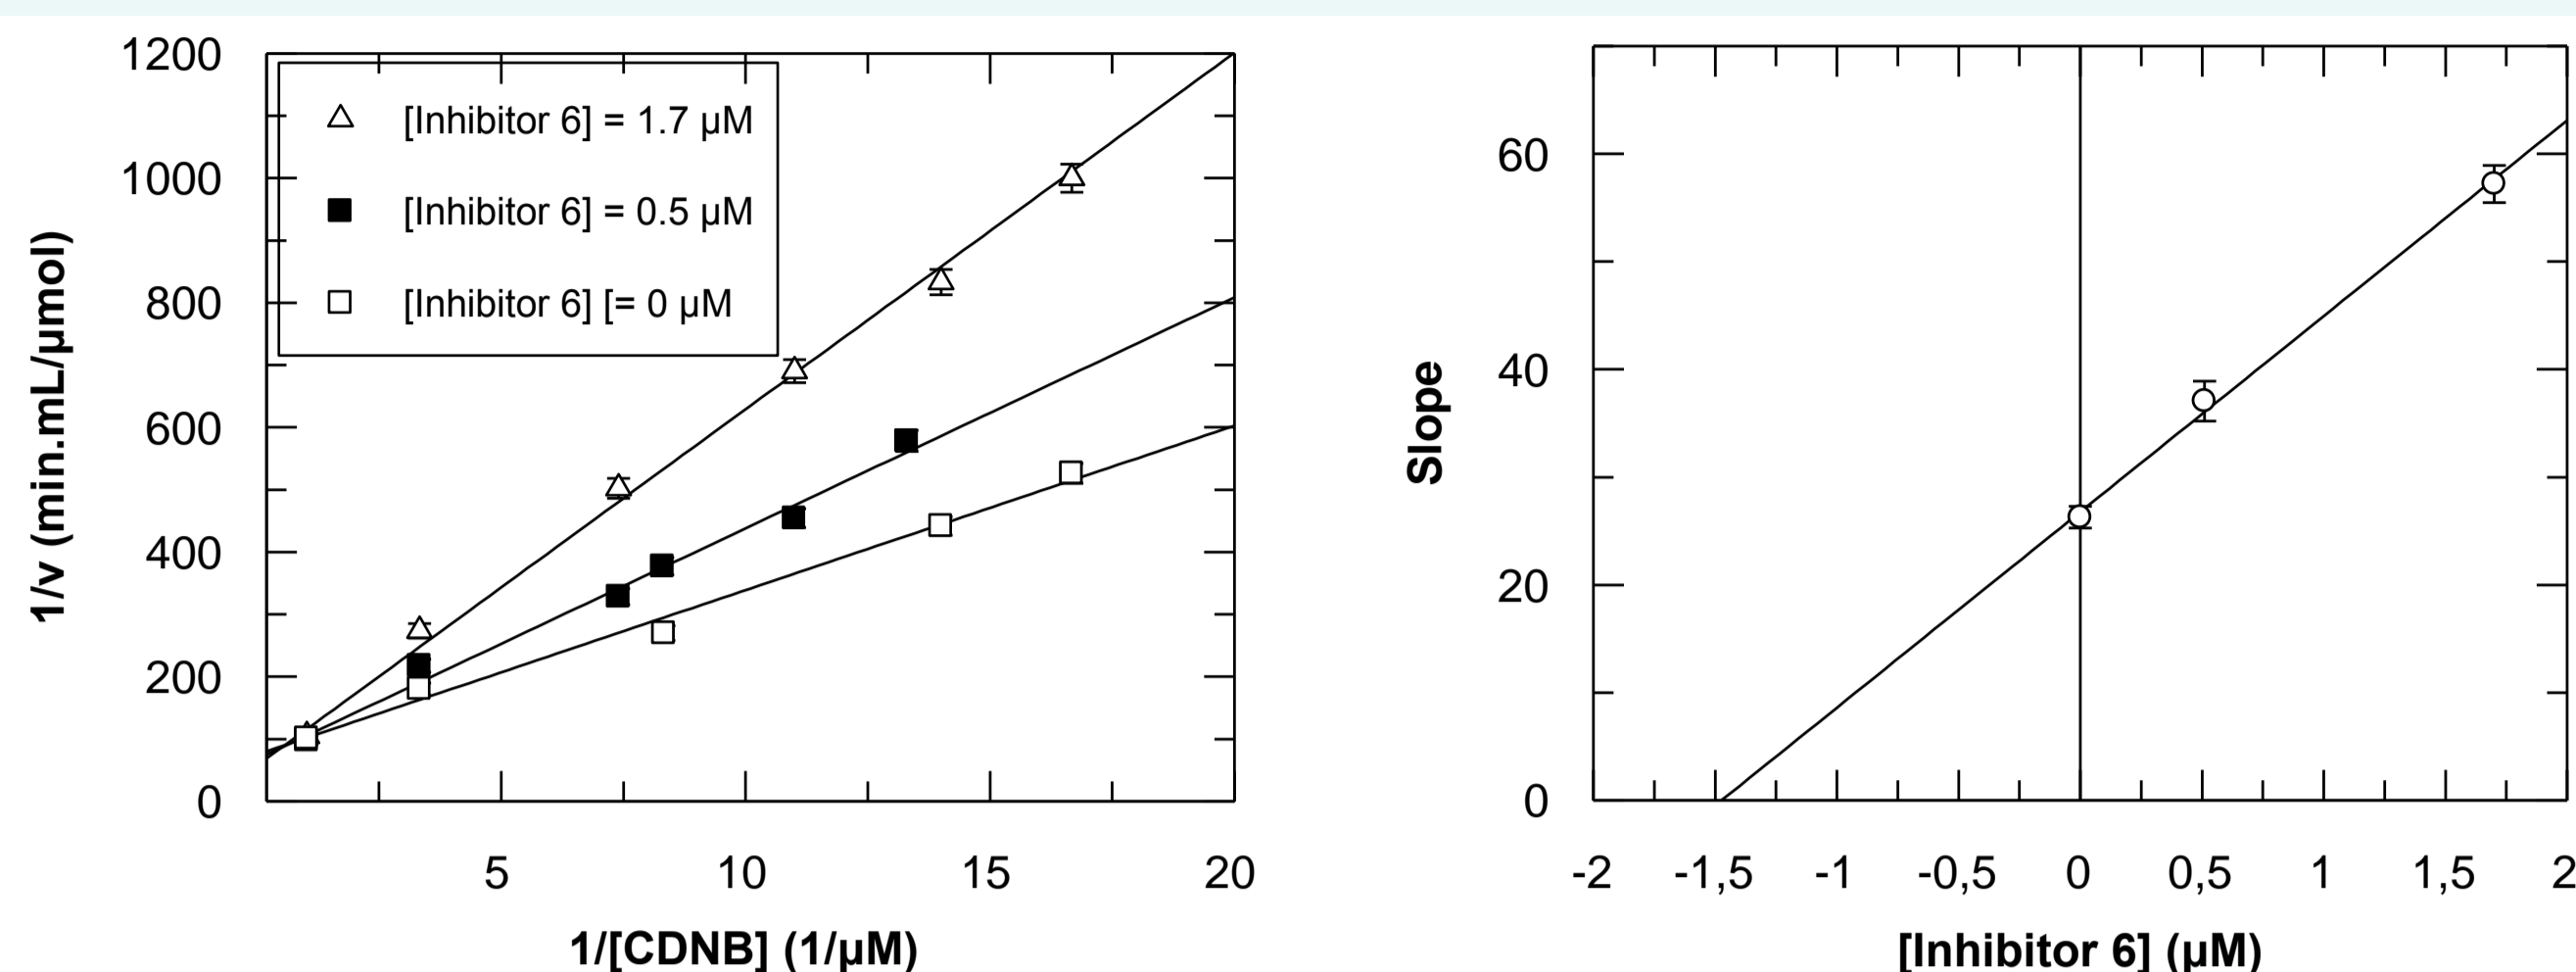 1200
1000
800
600
400
200
0
1/v (min.mL/µmol)
[Inhibitor 6] = 1.7 µM
[Inhibitor 6] = 0.5 µM
[Inhibitor 6] [= 0 µM
5 10 15 20
1/[CDNB] (1/µM)
60
40
20
0
Slope
-2 -1,5 -1 -0,5 0 0,5 1 1,5 2
[Inhibitor 6] (µM)